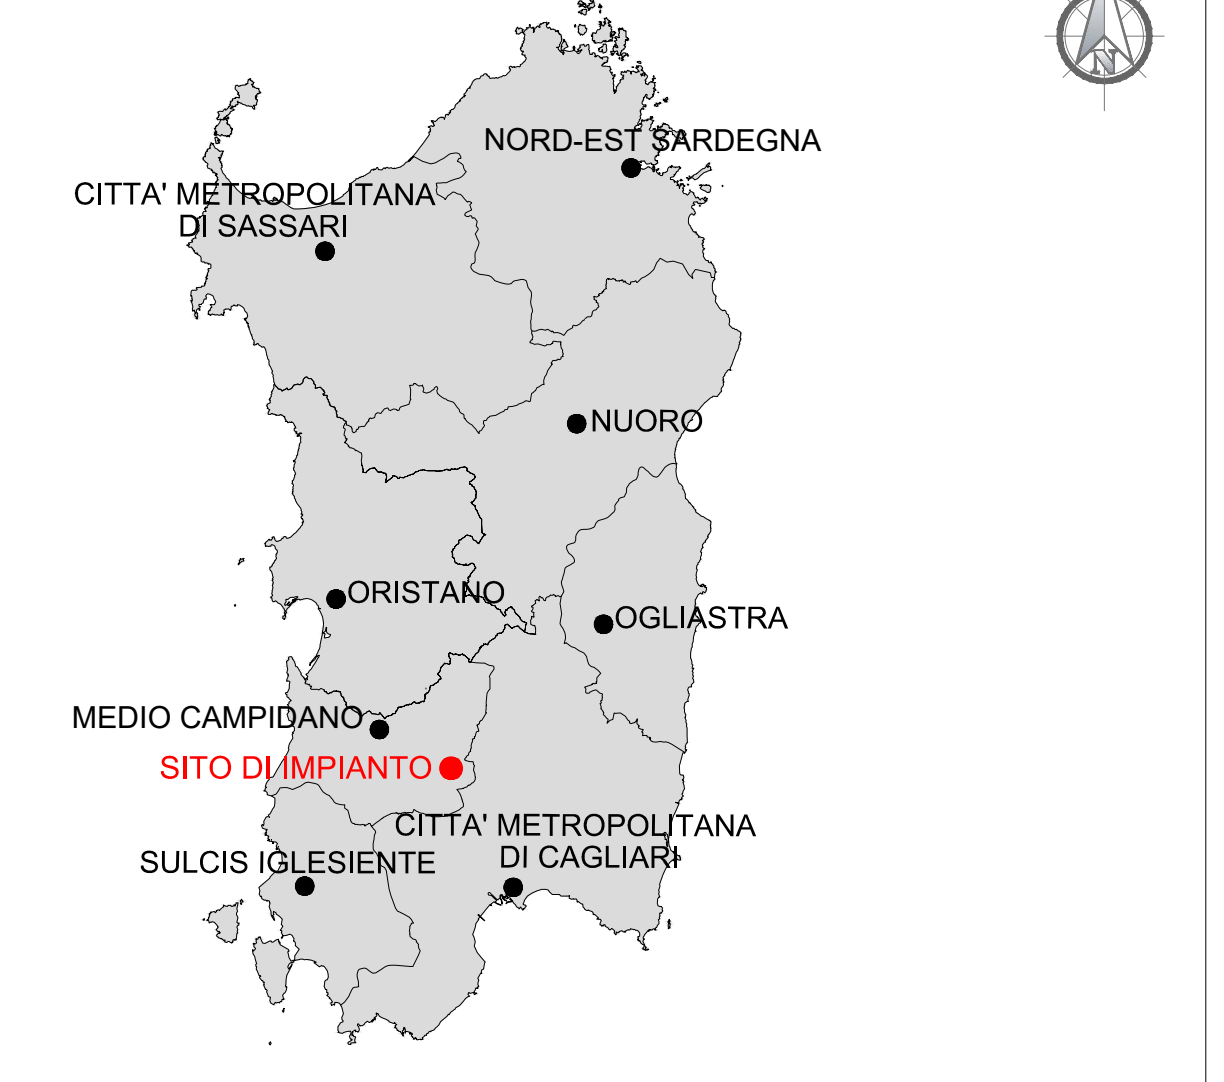 N
NORD-EST SARDEGNA
CITTA' METROPOLITANA
DI SASSARI
NUORO
ORISTANO
OGLIASTRA
MEDIO CAMPIDANO
SITO DI IMPIANTO
CITTA' METROPOLITANA
DI CAGLIARI
SULCIS IGLESIENTE